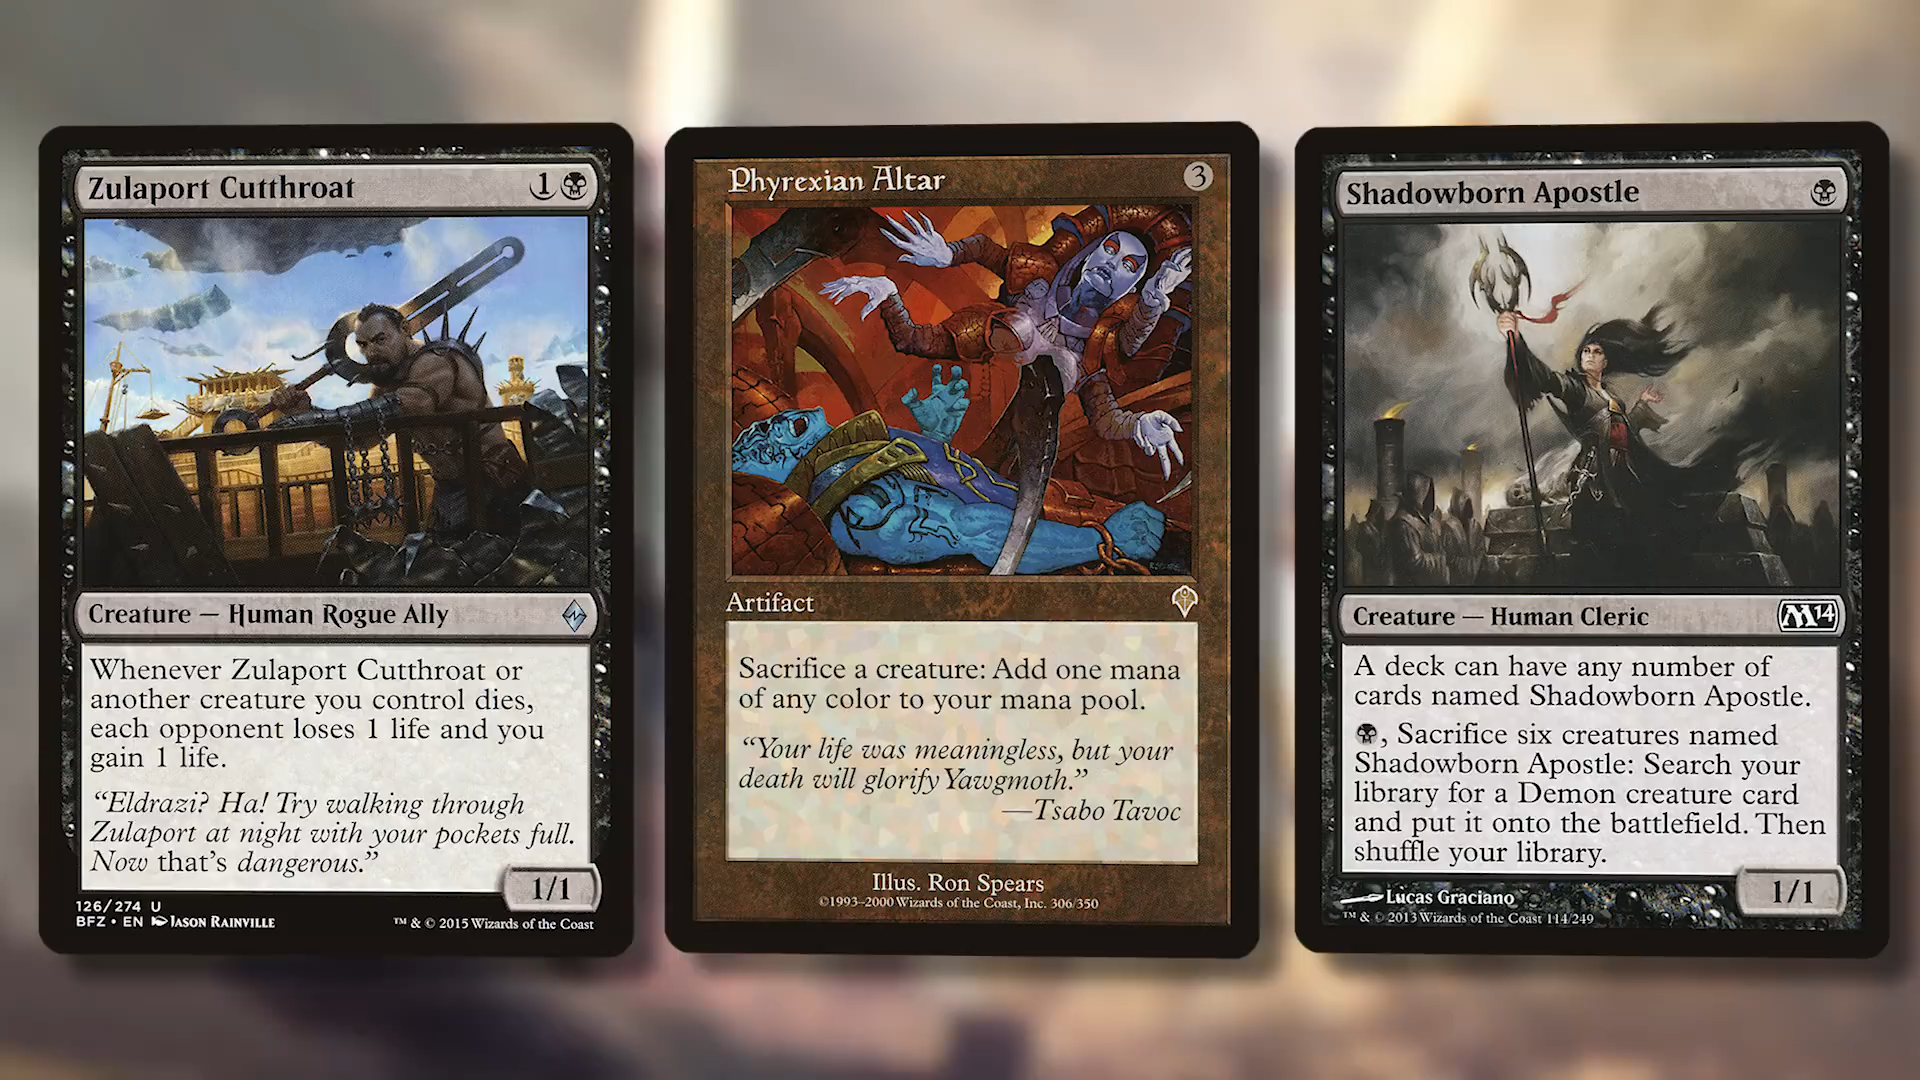 Zulaport Cutthroat
1
Creature — Human Rogue Ally
Whenever Zulaport Cutthroat or
another creature you control dies,
each opponent loses 1 life and you
gain 1 life.
“Eldrazi? Ha! Try walking through
Zulaport at night with your pockets full.
Now that’s dangerous.”
1/1
126/274 U
BFZ • EN JASON RAINVILLE
™ & © 2015 Wizards of the Coast
Phyrexian Altar
3
Artifact
Sacrifice a creature: Add one mana
of any color to your mana pool.
“Your life was meaningless, but your
death will glorify Yawgmoth.”
—Tsabo Tavoc
Illus. Ron Spears
©1993–2000 Wizards of the Coast, Inc. 306/350
Shadowborn Apostle
Creature — Human Cleric
M14
A deck can have any number of
cards named Shadowborn Apostle.
, Sacrifice six creatures named
Shadowborn Apostle: Search your
library for a Demon creature card
and put it onto the battlefield. Then
shuffle your library.
1/1
Lucas Graciano
™ & © 2013 Wizards of the Coast 114/249